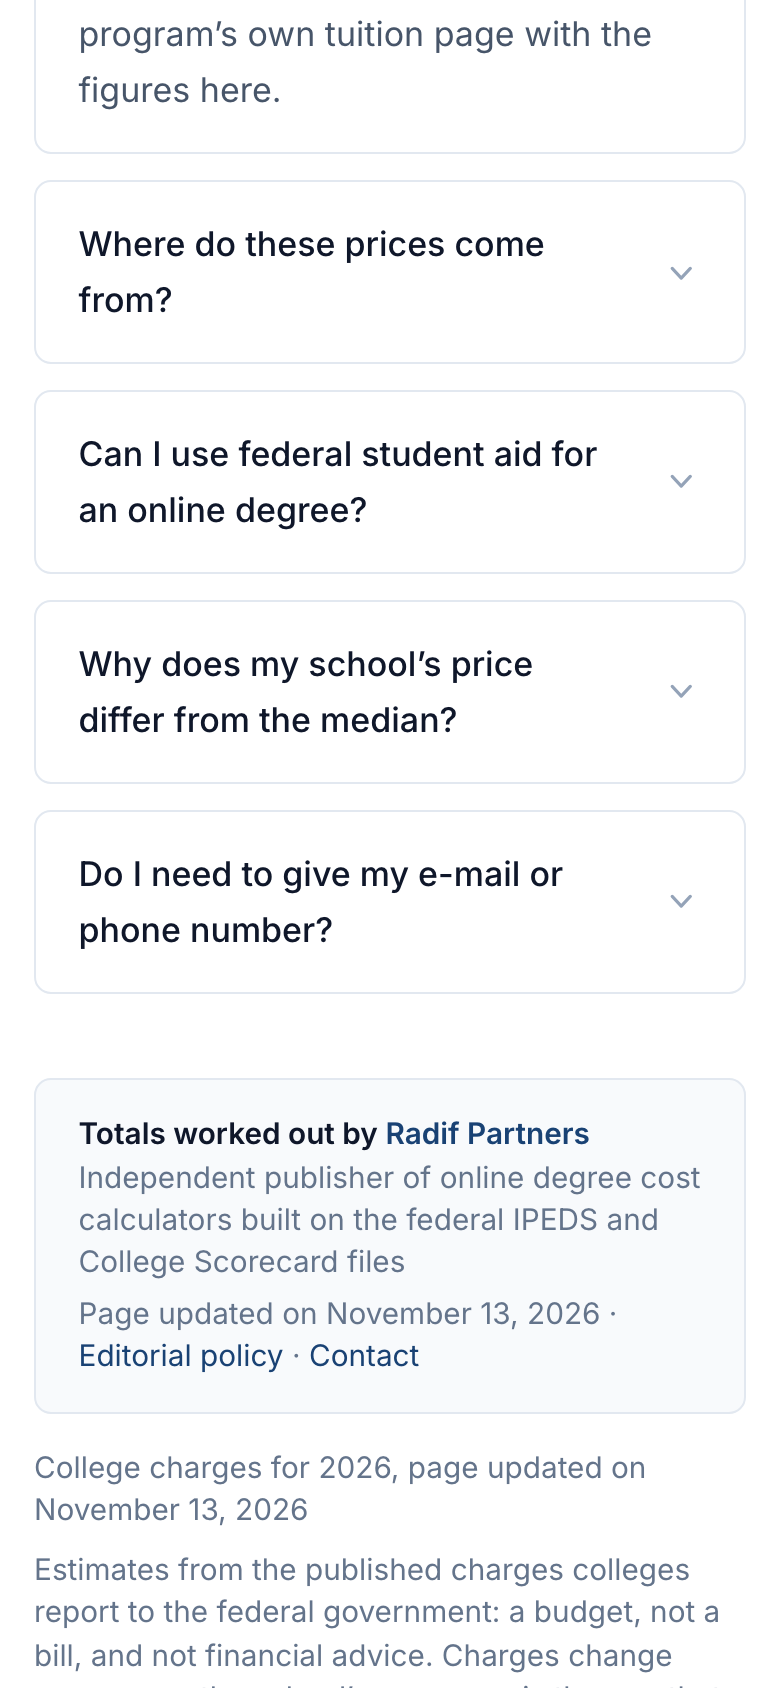 program’s own tuition page with the
figures here.
Where do these prices come
from?
Can I use federal student aid for
an online degree?
Why does my school’s price
differ from the median?
Do I need to give my e-mail or
phone number?
Totals worked out by Radif Partners
Independent publisher of online degree cost
calculators built on the federal IPEDS and
College Scorecard files
Page updated on November 13, 2026 ·
Editorial policy · Contact
College charges for 2026, page updated on
November 13, 2026
Estimates from the published charges colleges
report to the federal government: a budget, not a
bill, and not financial advice. Charges change